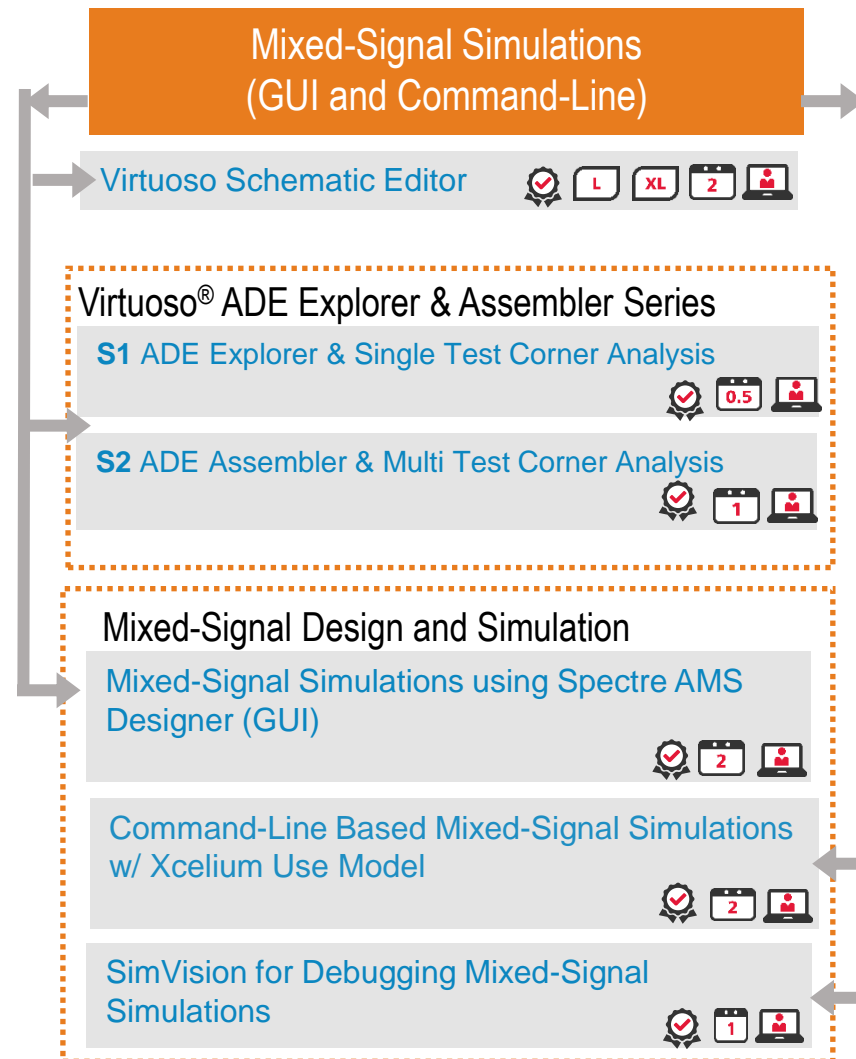 Mixed-Signal Simulations
(GUI and Command-Line)
Virtuoso Schematic Editor
L XL 2
Virtuoso® ADE Explorer & Assembler Series
S1 ADE Explorer & Single Test Corner Analysis
0.5
S2 ADE Assembler & Multi Test Corner Analysis
1
Mixed-Signal Design and Simulation
Mixed-Signal Simulations using Spectre AMS
Designer (GUI)
2
Command-Line Based Mixed-Signal Simulations
w/ Xcelium Use Model
2
SimVision for Debugging Mixed-Signal
Simulations
1